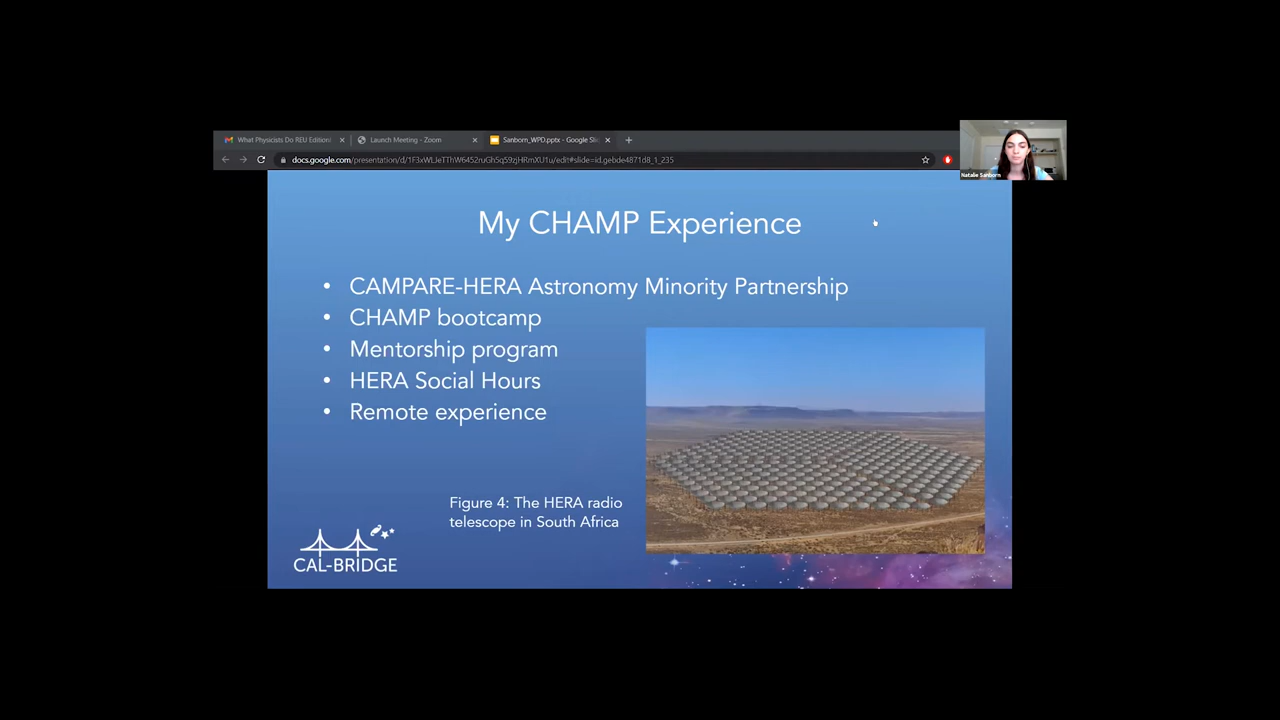 What Physicists Do REU Edition!
Launch Meeting - Zoom
Sanborn_WPD.pptx - Google Sli
docs.google.com/presentation/d/1F3xWLJeTThW6452ruGh5q59zjHRmXU1u/edit#slide=id.gebde4871d8_1_235
Natalie Sanborn
My CHAMP Experience
• CAMPARE-HERA Astronomy Minority Partnership
• CHAMP bootcamp
• Mentorship program
• HERA Social Hours
• Remote experience
Figure 4: The HERA radio
telescope in South Africa
CAL-BRIDGE